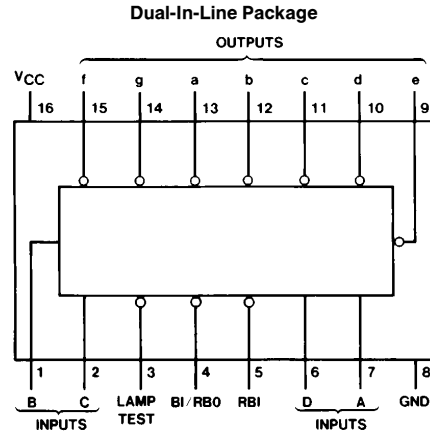 Dual-In-Line Package
OUTPUTS
VCC f g a b c d e
16 15 14 13 12 11 10 9
1 2 3 4 5 6 7 8
B C LAMP TEST BI/RBO RBI D A GND
INPUTS INPUTS